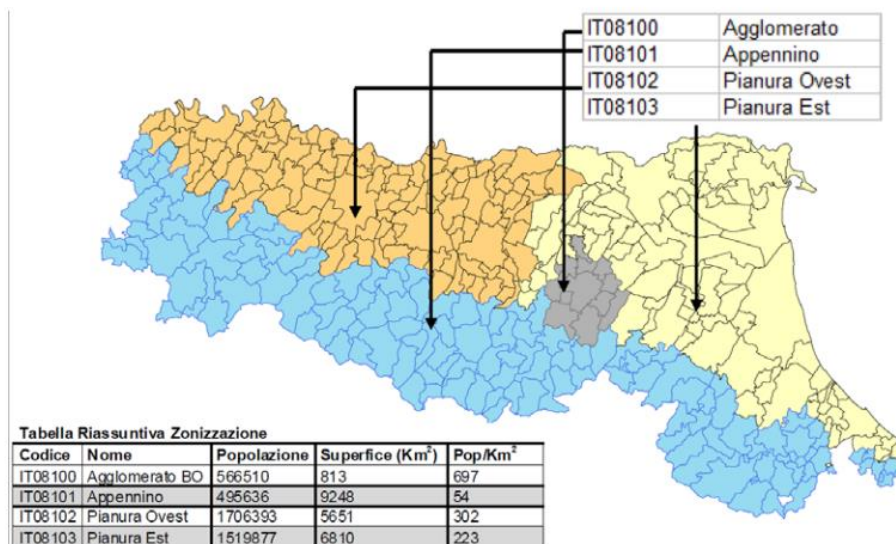 IT08100 Agglomerato
IT08101 Appennino
IT08102 Pianura Ovest
IT08103 Pianura Est
Tabella Riassuntiva Zonizzazione
Codice Nome Popolazione Superfice (Km²) Pop/Km²
IT08100 Agglomerato BO 566510 813 697
IT08101 Appennino 495636 9248 54
IT08102 Pianura Ovest 1706393 5651 302
IT08103 Pianura Est 1519877 6810 223